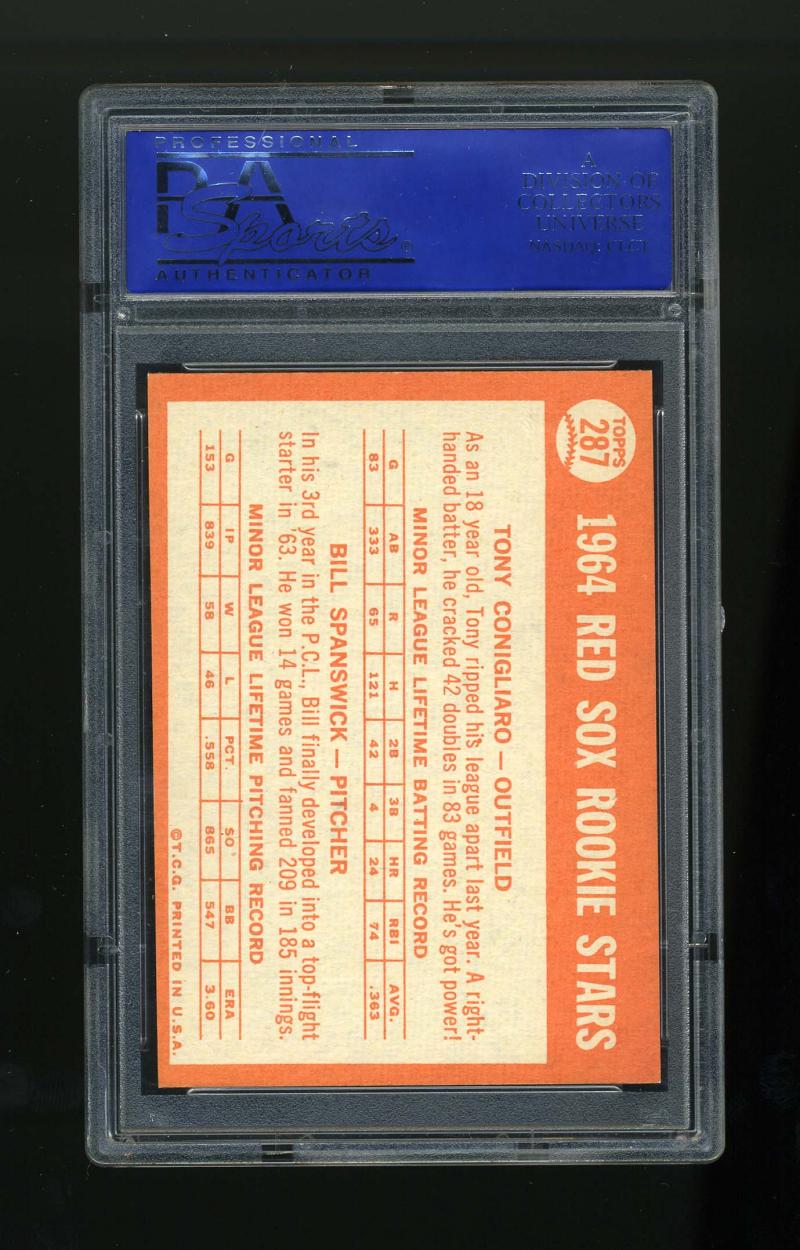 PROFESSIONAL
PSA
Sports®
AUTHENTICATOR
A
DIVISION OF
COLLECTORS
UNIVERSE
NASDAQ: CLCT
TOPPS
287
1964 RED SOX ROOKIE STARS
TONY CONIGLIARO — OUTFIELD
As an 18 year old, Tony ripped his league apart last year. A right-
handed batter, he cracked 42 doubles in 83 games. He's got power!
MINOR LEAGUE LIFETIME BATTING RECORD
G AB R H 2B 3B HR RBI AVG.
83 333 65 121 42 4 24 74 .363
BILL SPANSWICK — PITCHER
In his 3rd year in the P.C.L., Bill finally developed into a top-flight
starter in '63. He won 14 games and fanned 209 in 185 innings.
MINOR LEAGUE LIFETIME PITCHING RECORD
G IP W L PCT. SO BB ERA
153 839 58 46 .558 865 547 3.60
©T.C.G. PRINTED IN U.S.A.